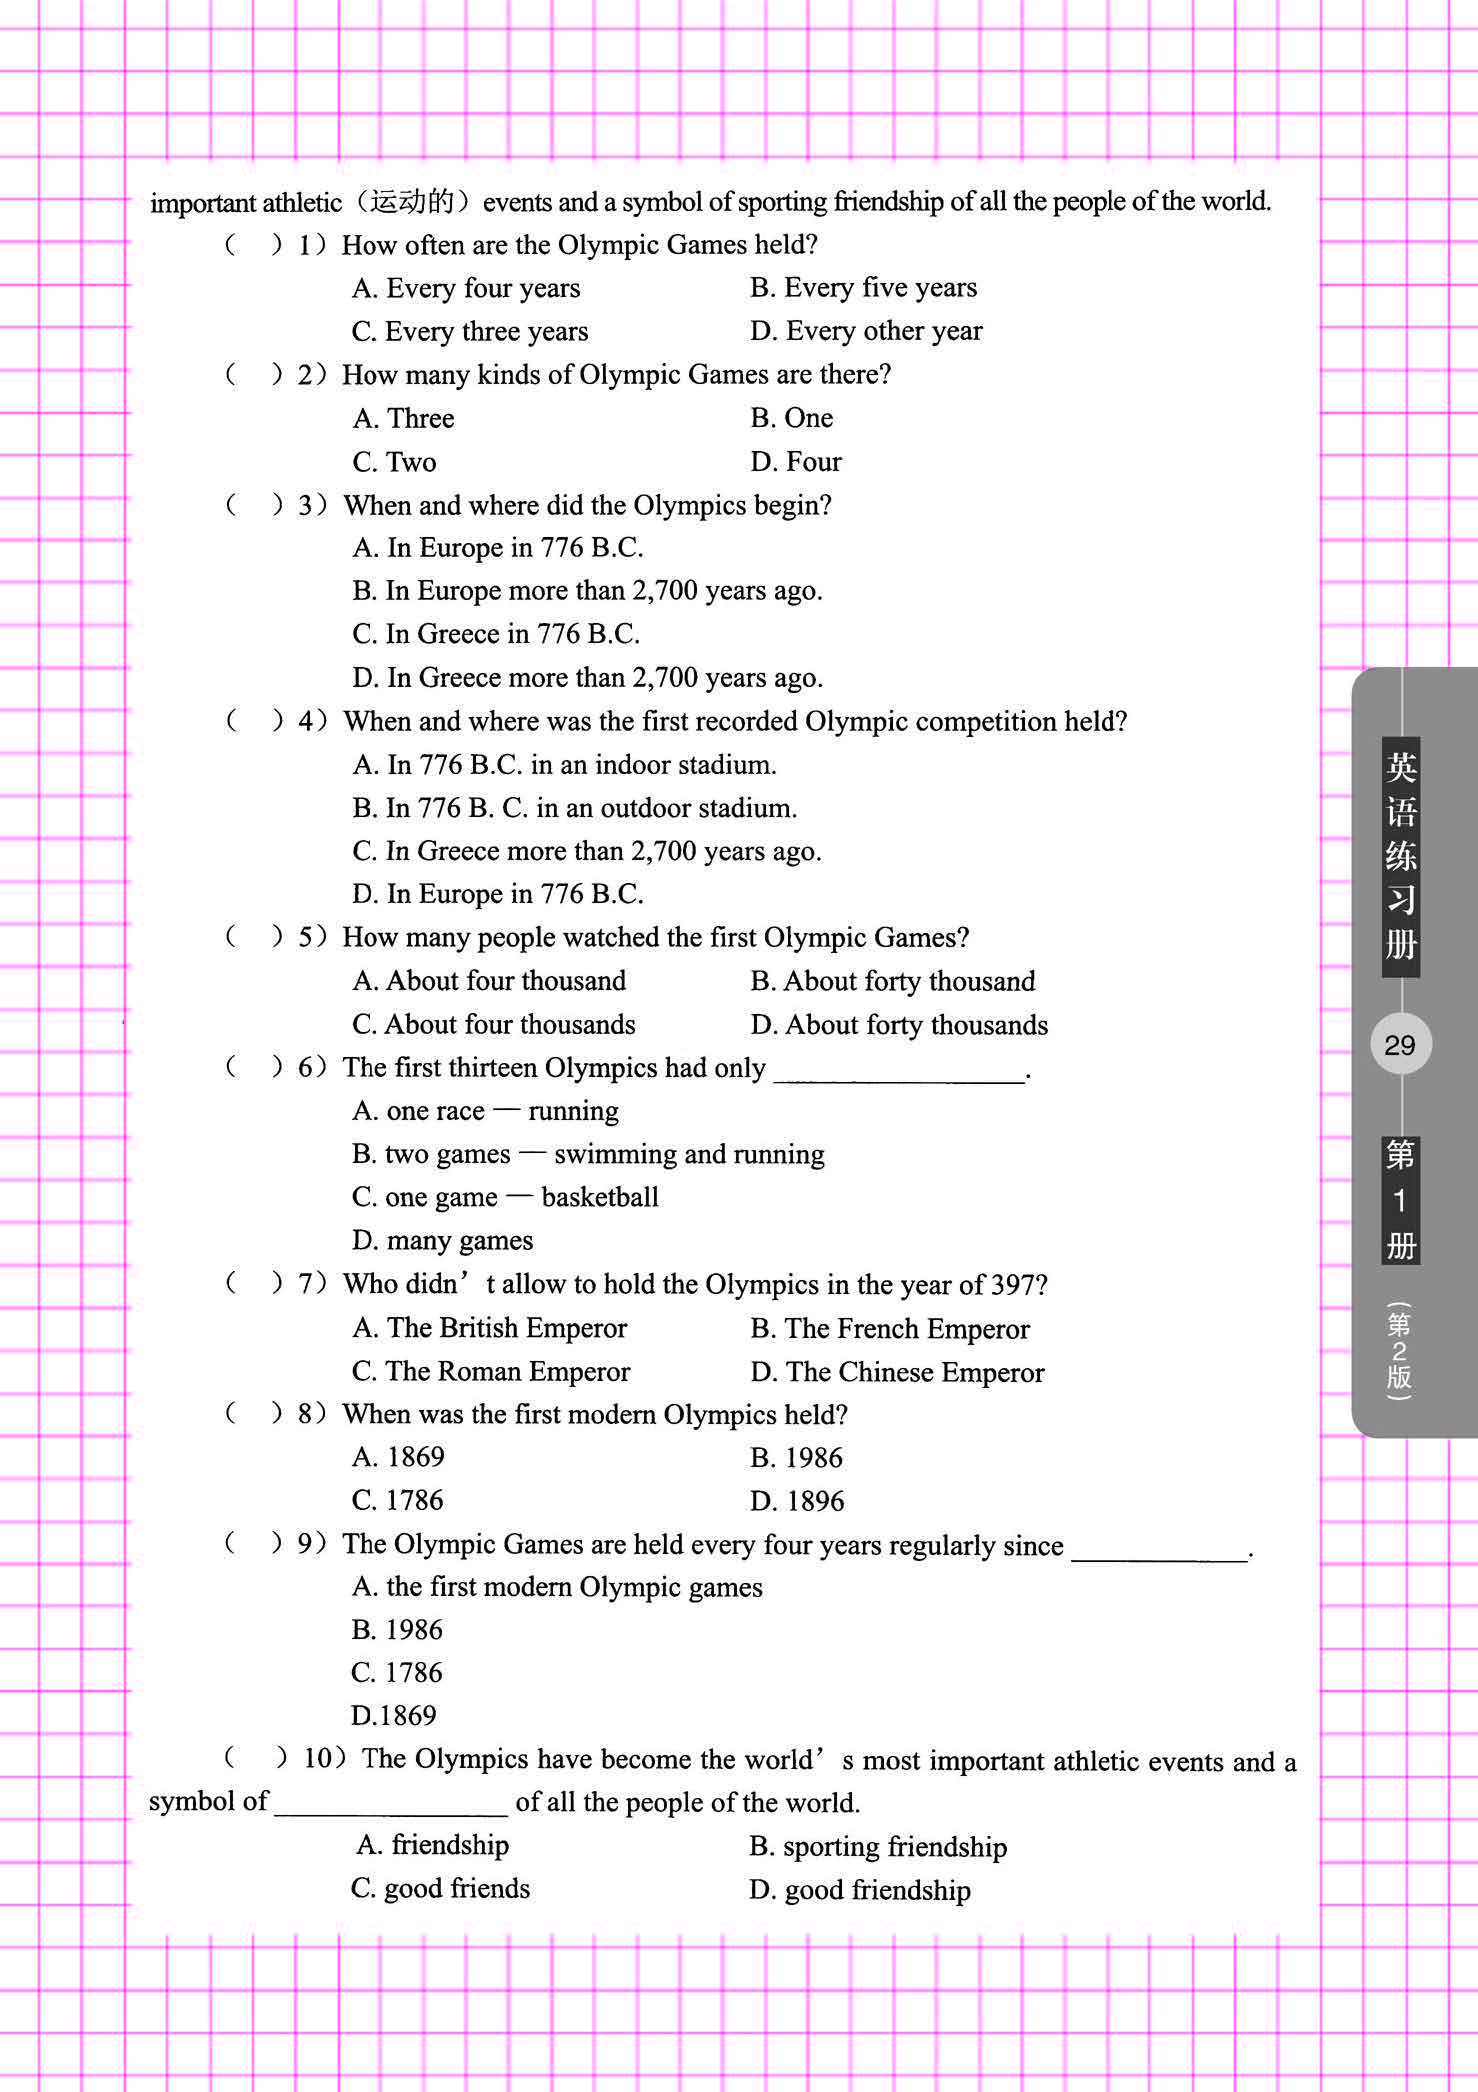 important athletic（运动的）events and a symbol of sporting friendship of all the people of the world.
（ ）1）How often are the Olympic Games held?
A. Every four years B. Every five years
C. Every three years D. Every other year
（ ）2）How many kinds of Olympic Games are there?
A. Three B. One
C. Two D. Four
（ ）3）When and where did the Olympics begin?
A. In Europe in 776 B.C.
B. In Europe more than 2,700 years ago.
C. In Greece in 776 B.C.
D. In Greece more than 2,700 years ago.
（ ）4）When and where was the first recorded Olympic competition held?
A. In 776 B.C. in an indoor stadium.
B. In 776 B. C. in an outdoor stadium.
C. In Greece more than 2,700 years ago.
D. In Europe in 776 B.C.
（ ）5）How many people watched the first Olympic Games?
A. About four thousand B. About forty thousand
C. About four thousands D. About forty thousands
（ ）6）The first thirteen Olympics had only ________________.
A. one race — running
B. two games — swimming and running
C. one game — basketball
D. many games
（ ）7）Who didn’t allow to hold the Olympics in the year of 397?
A. The British Emperor B. The French Emperor
C. The Roman Emperor D. The Chinese Emperor
（ ）8）When was the first modern Olympics held?
A. 1869 B. 1986
C. 1786 D. 1896
（ ）9）The Olympic Games are held every four years regularly since ___________.
A. the first modern Olympic games
B. 1986
C. 1786
D.1869
（ ）10）The Olympics have become the world’s most important athletic events and a
symbol of _______________ of all the people of the world.
A. friendship B. sporting friendship
C. good friends D. good friendship
英语练习册
29
第1册
（第2版）